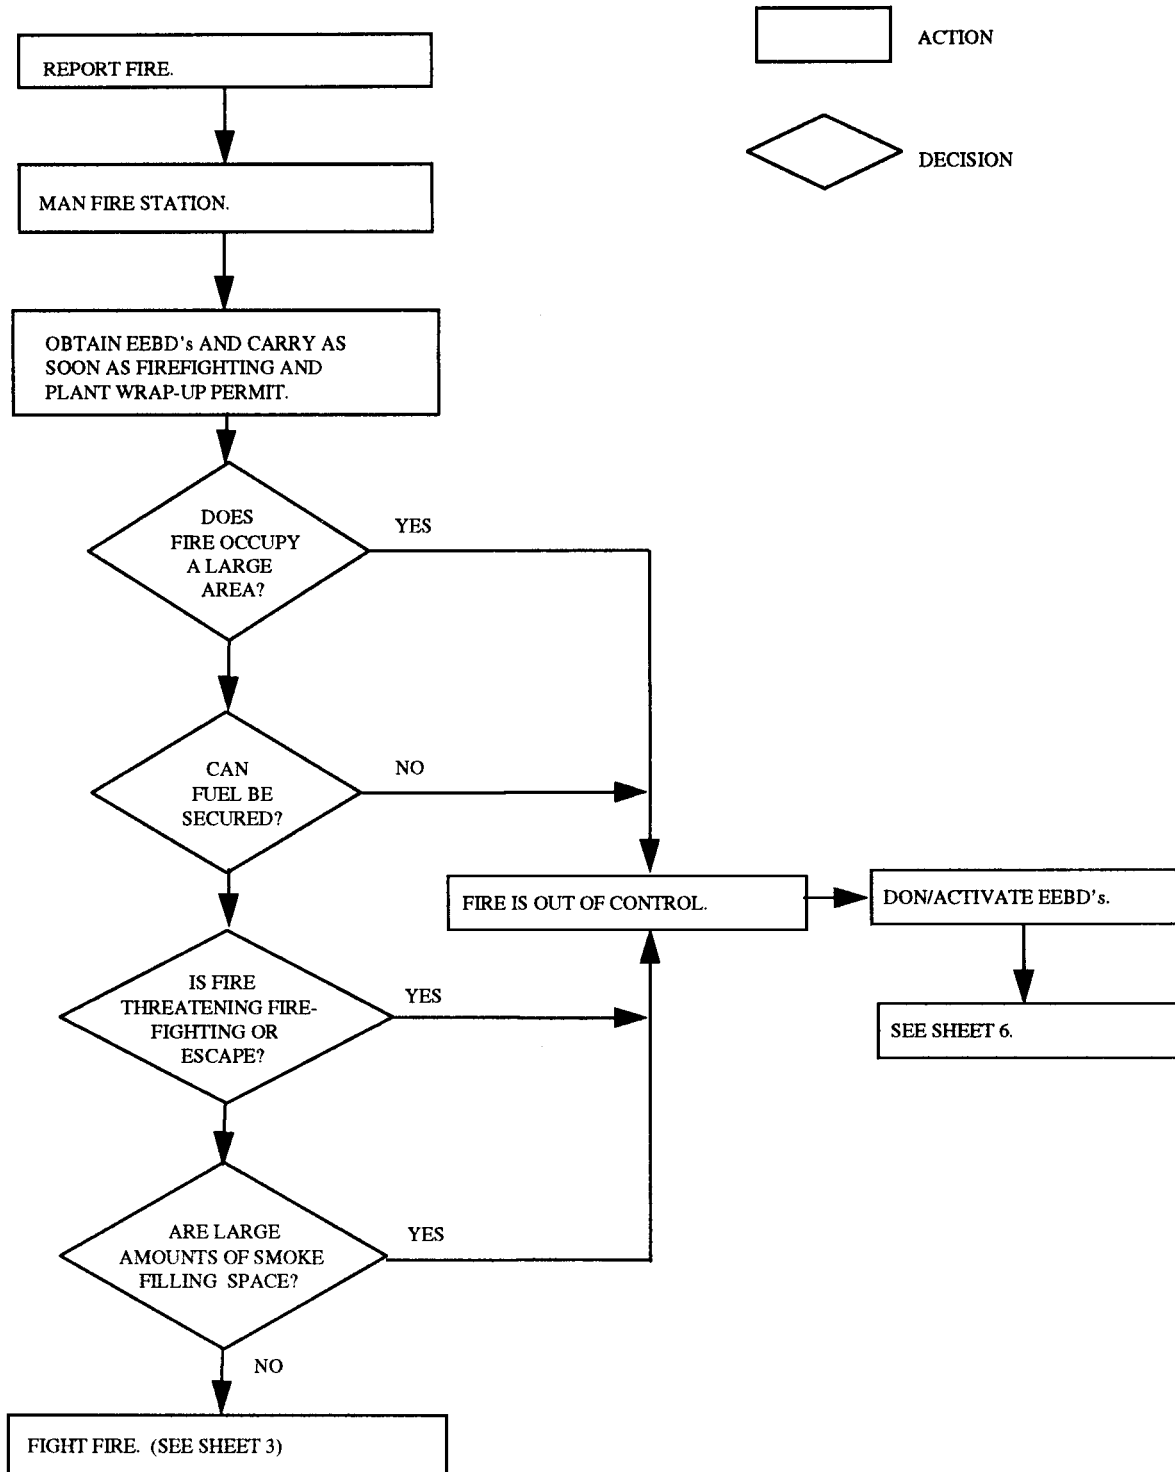 ACTION
REPORT FIRE.
DECISION
MAN FIRE STATION.
OBTAIN EEBD's AND CARRY AS
SOON AS FIREFIGHTING AND
PLANT WRAP-UP PERMIT.
DOES
FIRE OCCUPY
A LARGE
AREA?
YES
CAN
FUEL BE
SECURED?
NO
FIRE IS OUT OF CONTROL.
DON/ACTIVATE EEBD's.
SEE SHEET 6.
IS FIRE
THREATENING FIRE-
FIGHTING OR
ESCAPE?
YES
ARE LARGE
AMOUNTS OF SMOKE
FILLING SPACE?
YES
NO
FIGHT FIRE. (SEE SHEET 3)